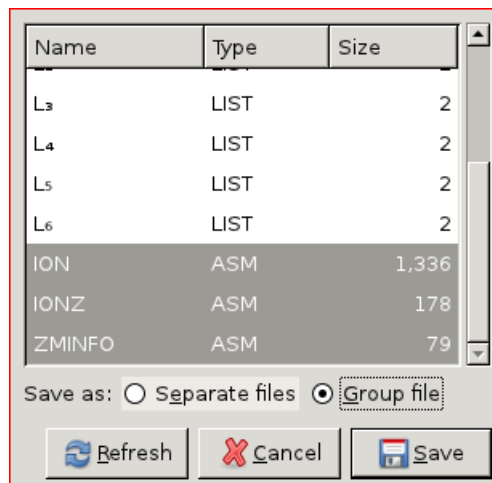 Name Type Size
L₃ LIST 2
L₄ LIST 2
L₅ LIST 2
L₆ LIST 2
ION ASM 1,336
IONZ ASM 178
ZMINFO ASM 79
Save as: Separate files Group file
Refresh Cancel Save